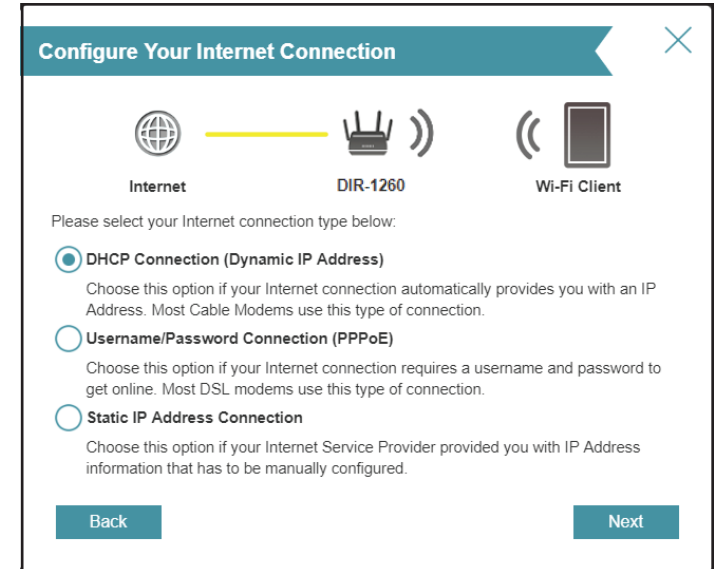 Configure Your Internet Connection
Internet
DIR-1260
Wi-Fi Client
Please select your Internet connection type below:
DHCP Connection (Dynamic IP Address)
Choose this option if your Internet connection automatically provides you with an IP
Address. Most Cable Modems use this type of connection.
Username/Password Connection (PPPoE)
Choose this option if your Internet connection requires a username and password to
get online. Most DSL modems use this type of connection.
Static IP Address Connection
Choose this option if your Internet Service Provider provided you with IP Address
information that has to be manually configured.
Back
Next